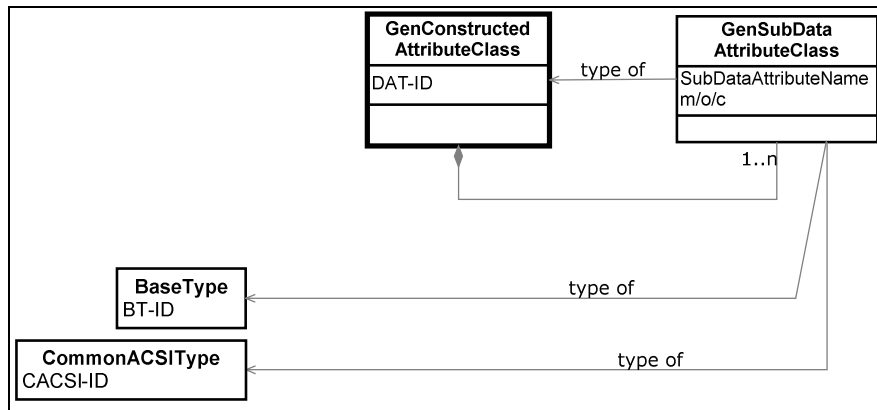 GenConstructed
AttributeClass
DAT-ID
type of
GenSubData
AttributeClass
SubDataAttributeName
m/o/c
1..n
BaseType
BT-ID
type of
CommonACSIType
CACSI-ID
type of